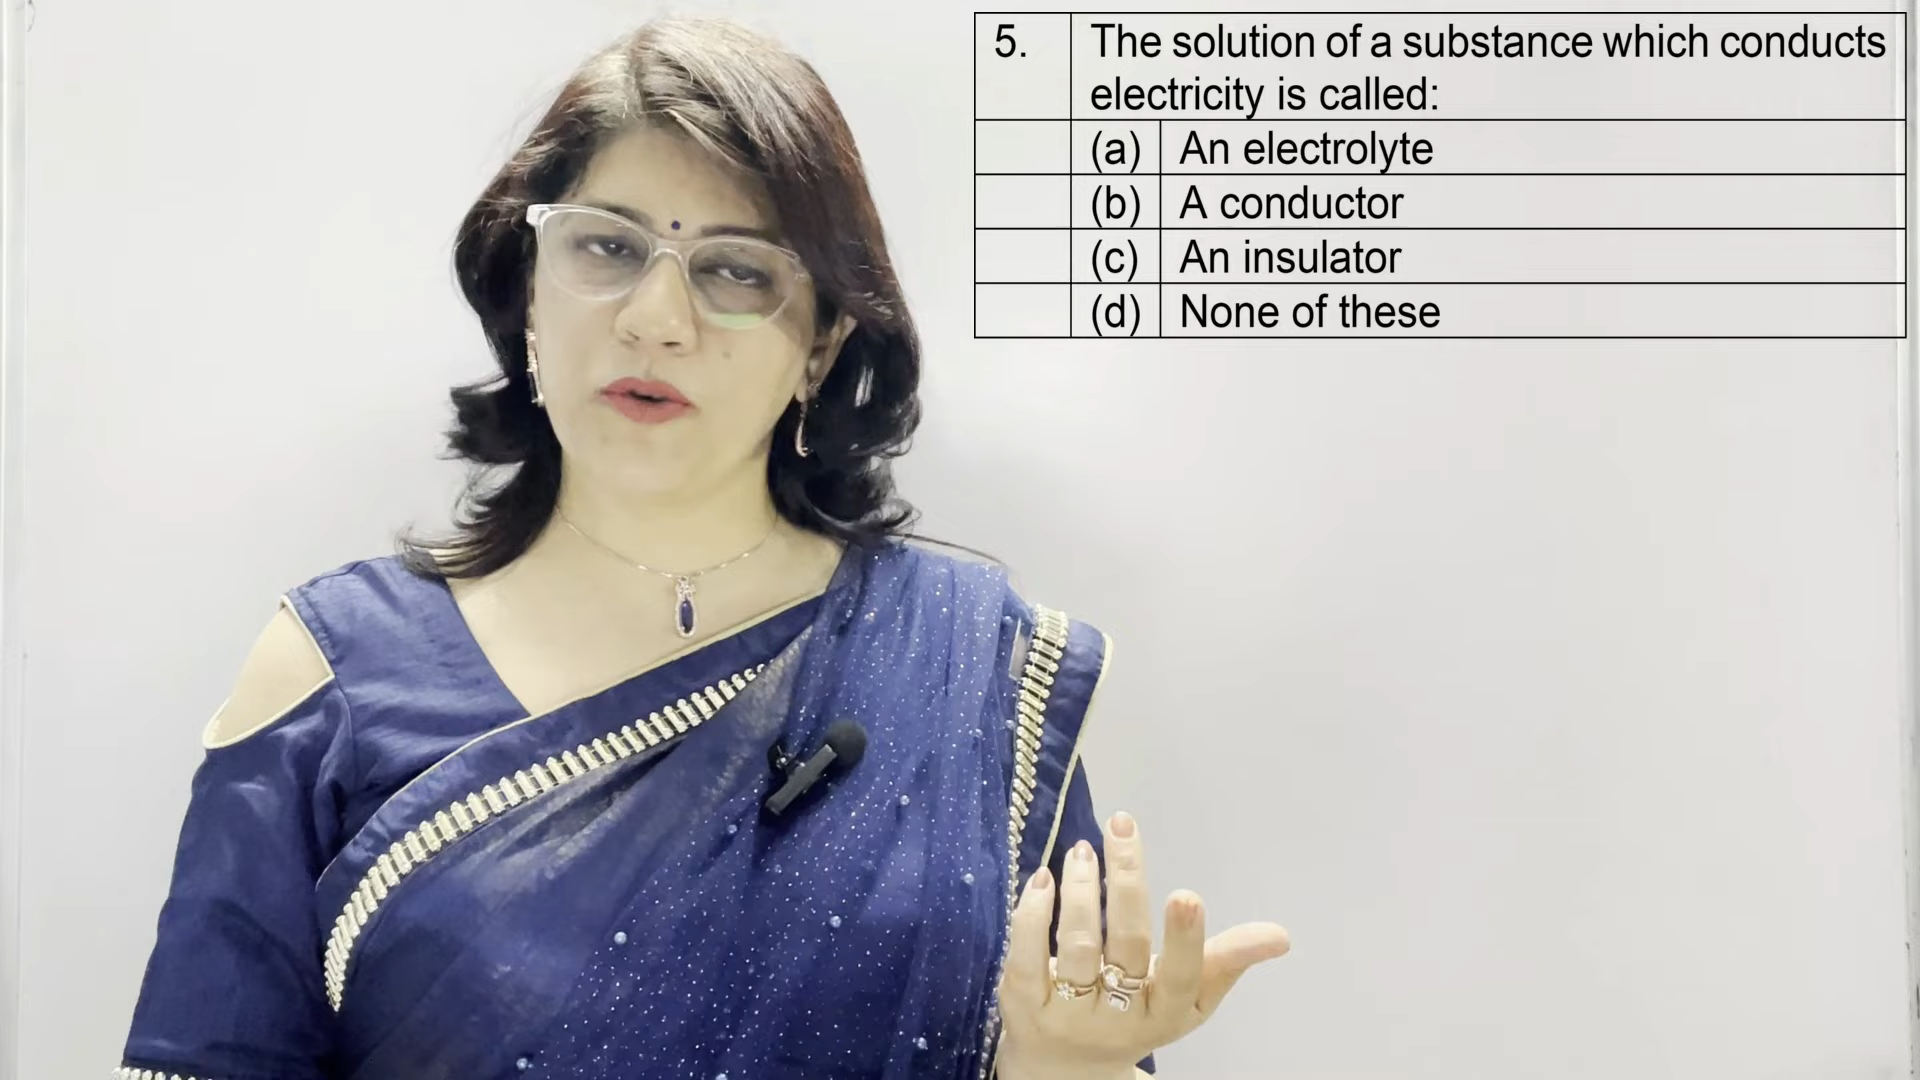 5. The solution of a substance which conducts
electricity is called:
(a) An electrolyte
(b) A conductor
(c) An insulator
(d) None of these